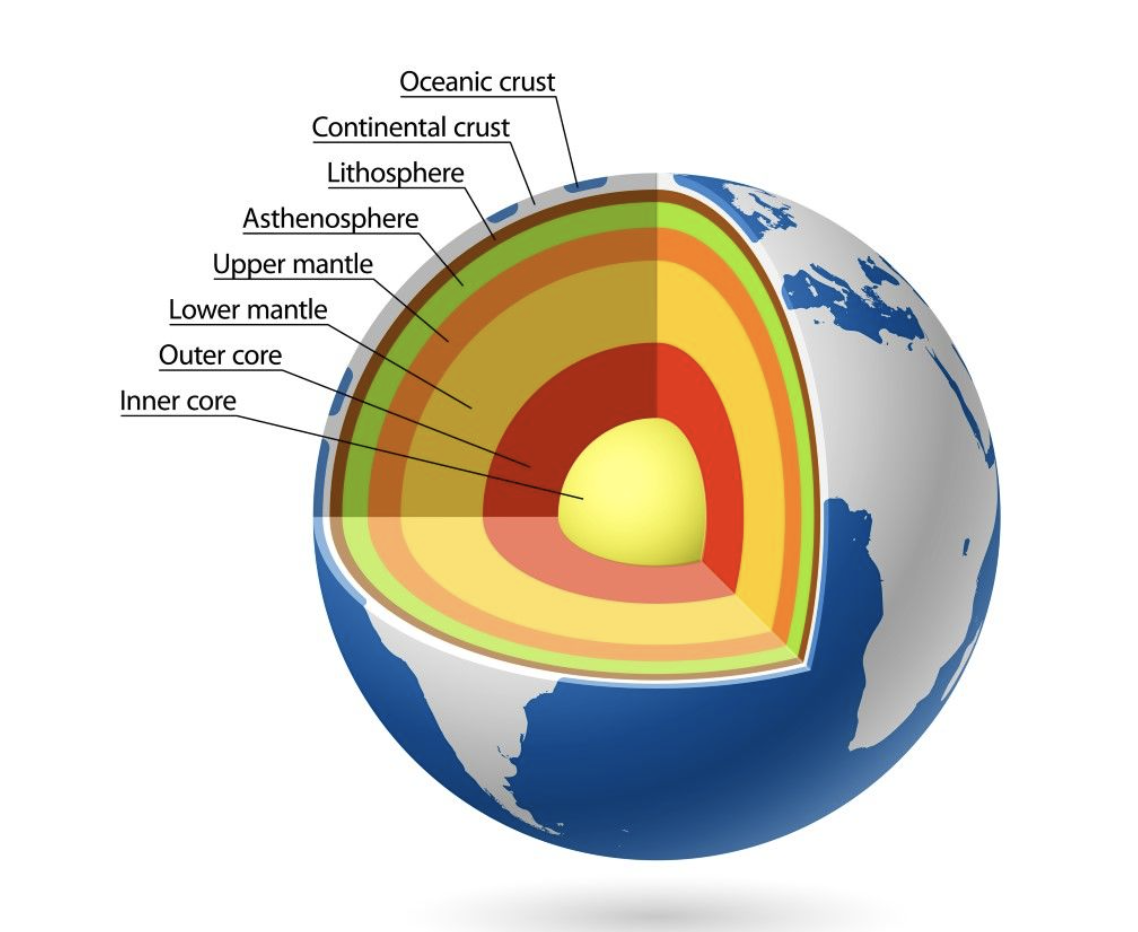 Oceanic crust
Continental crust
Lithosphere
Asthenosphere
Upper mantle
Lower mantle
Outer core
Inner core